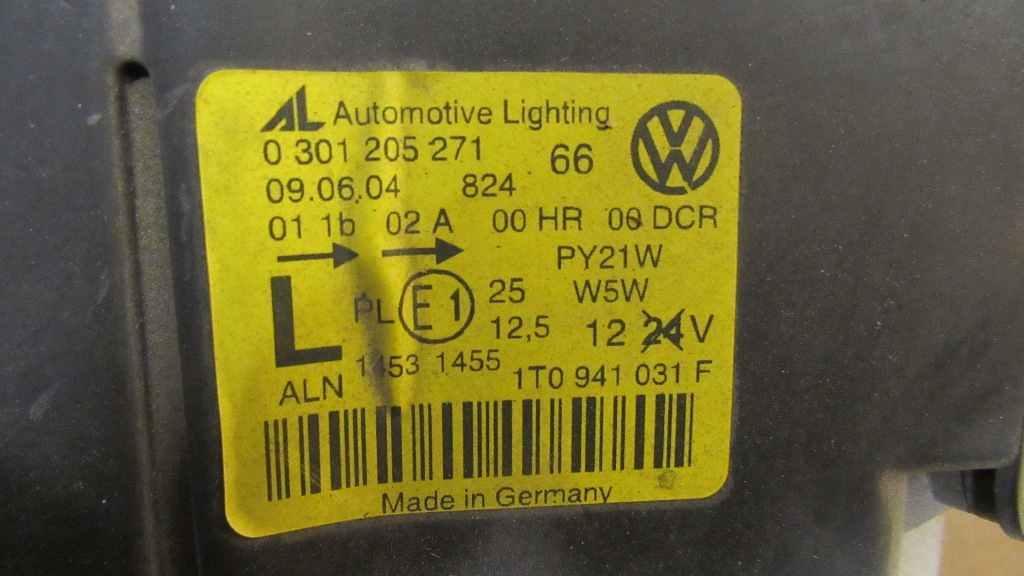 AL Automotive Lighting
0 301 205 271 66
09.06.04 824
01 1b 02 A 00 HR 00 DCR
PY21W
L PL E1 25 W5W
12,5 12 24 V
ALN 1453 1455 1T0 941 031 F
Made in Germany